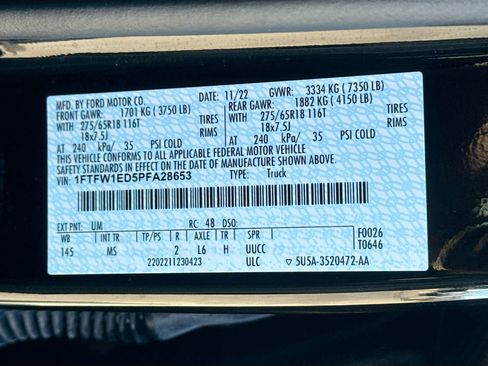 MFD. BY FORD MOTOR CO.
DATE: 11/22 GVWR: 3334 KG ( 7350 LB)
FRONT GAWR: 1701 KG ( 3750 LB) REAR GAWR: 1882 KG ( 4150 LB)
WITH 275/65R18 116T TIRES WITH 275/65R18 116T TIRES
18x7.5J RIMS 18x7.5J RIMS
AT 240 kPa/ 35 PSI COLD AT 240 kPa/ 35 PSI COLD
THIS VEHICLE CONFORMS TO ALL APPLICABLE FEDERAL MOTOR VEHICLE
SAFETY STANDARDS IN EFFECT ON THE DATE OF MANUFACTURE SHOWN ABOVE.
VIN: 1FTFW1ED5PFA28653 TYPE: Truck
EXT PNT: UM RC: 48 DSO:
WB INT TR TP/PS R AXLE TR SPR F0026
145 MS 2 L6 H UUCC T0646
2202211230423 ULC ▽ 5U5A-3520472-AA